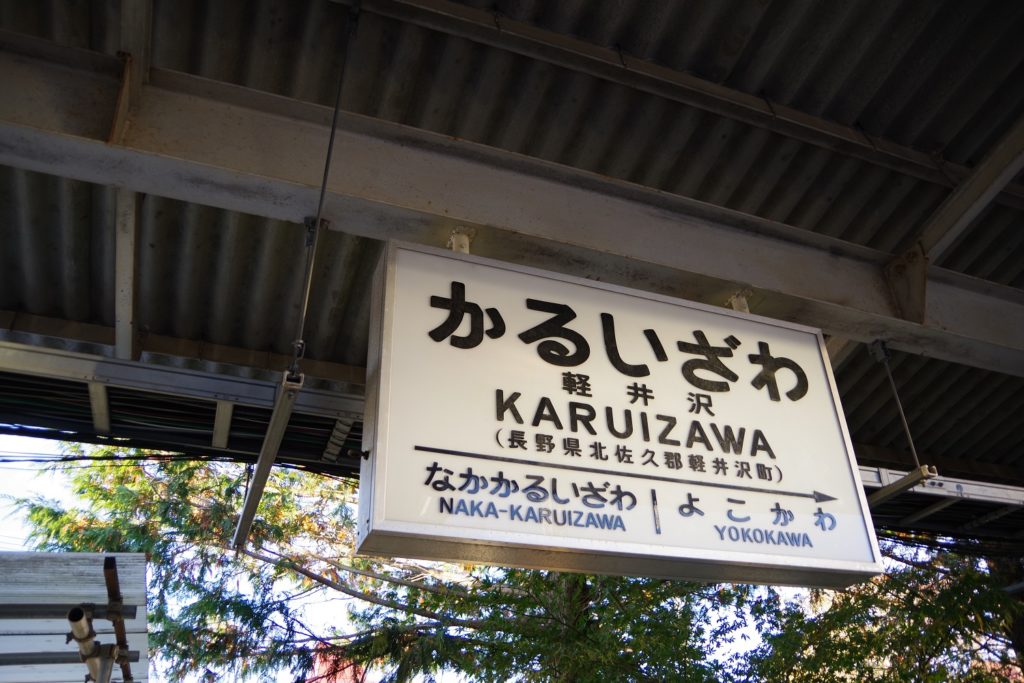 かるいざわ
軽井沢
KARUIZAWA
(長野県北佐久郡軽井沢町)
なかかるいざわ よこかわ
NAKA-KARUIZAWA YOKOKAWA